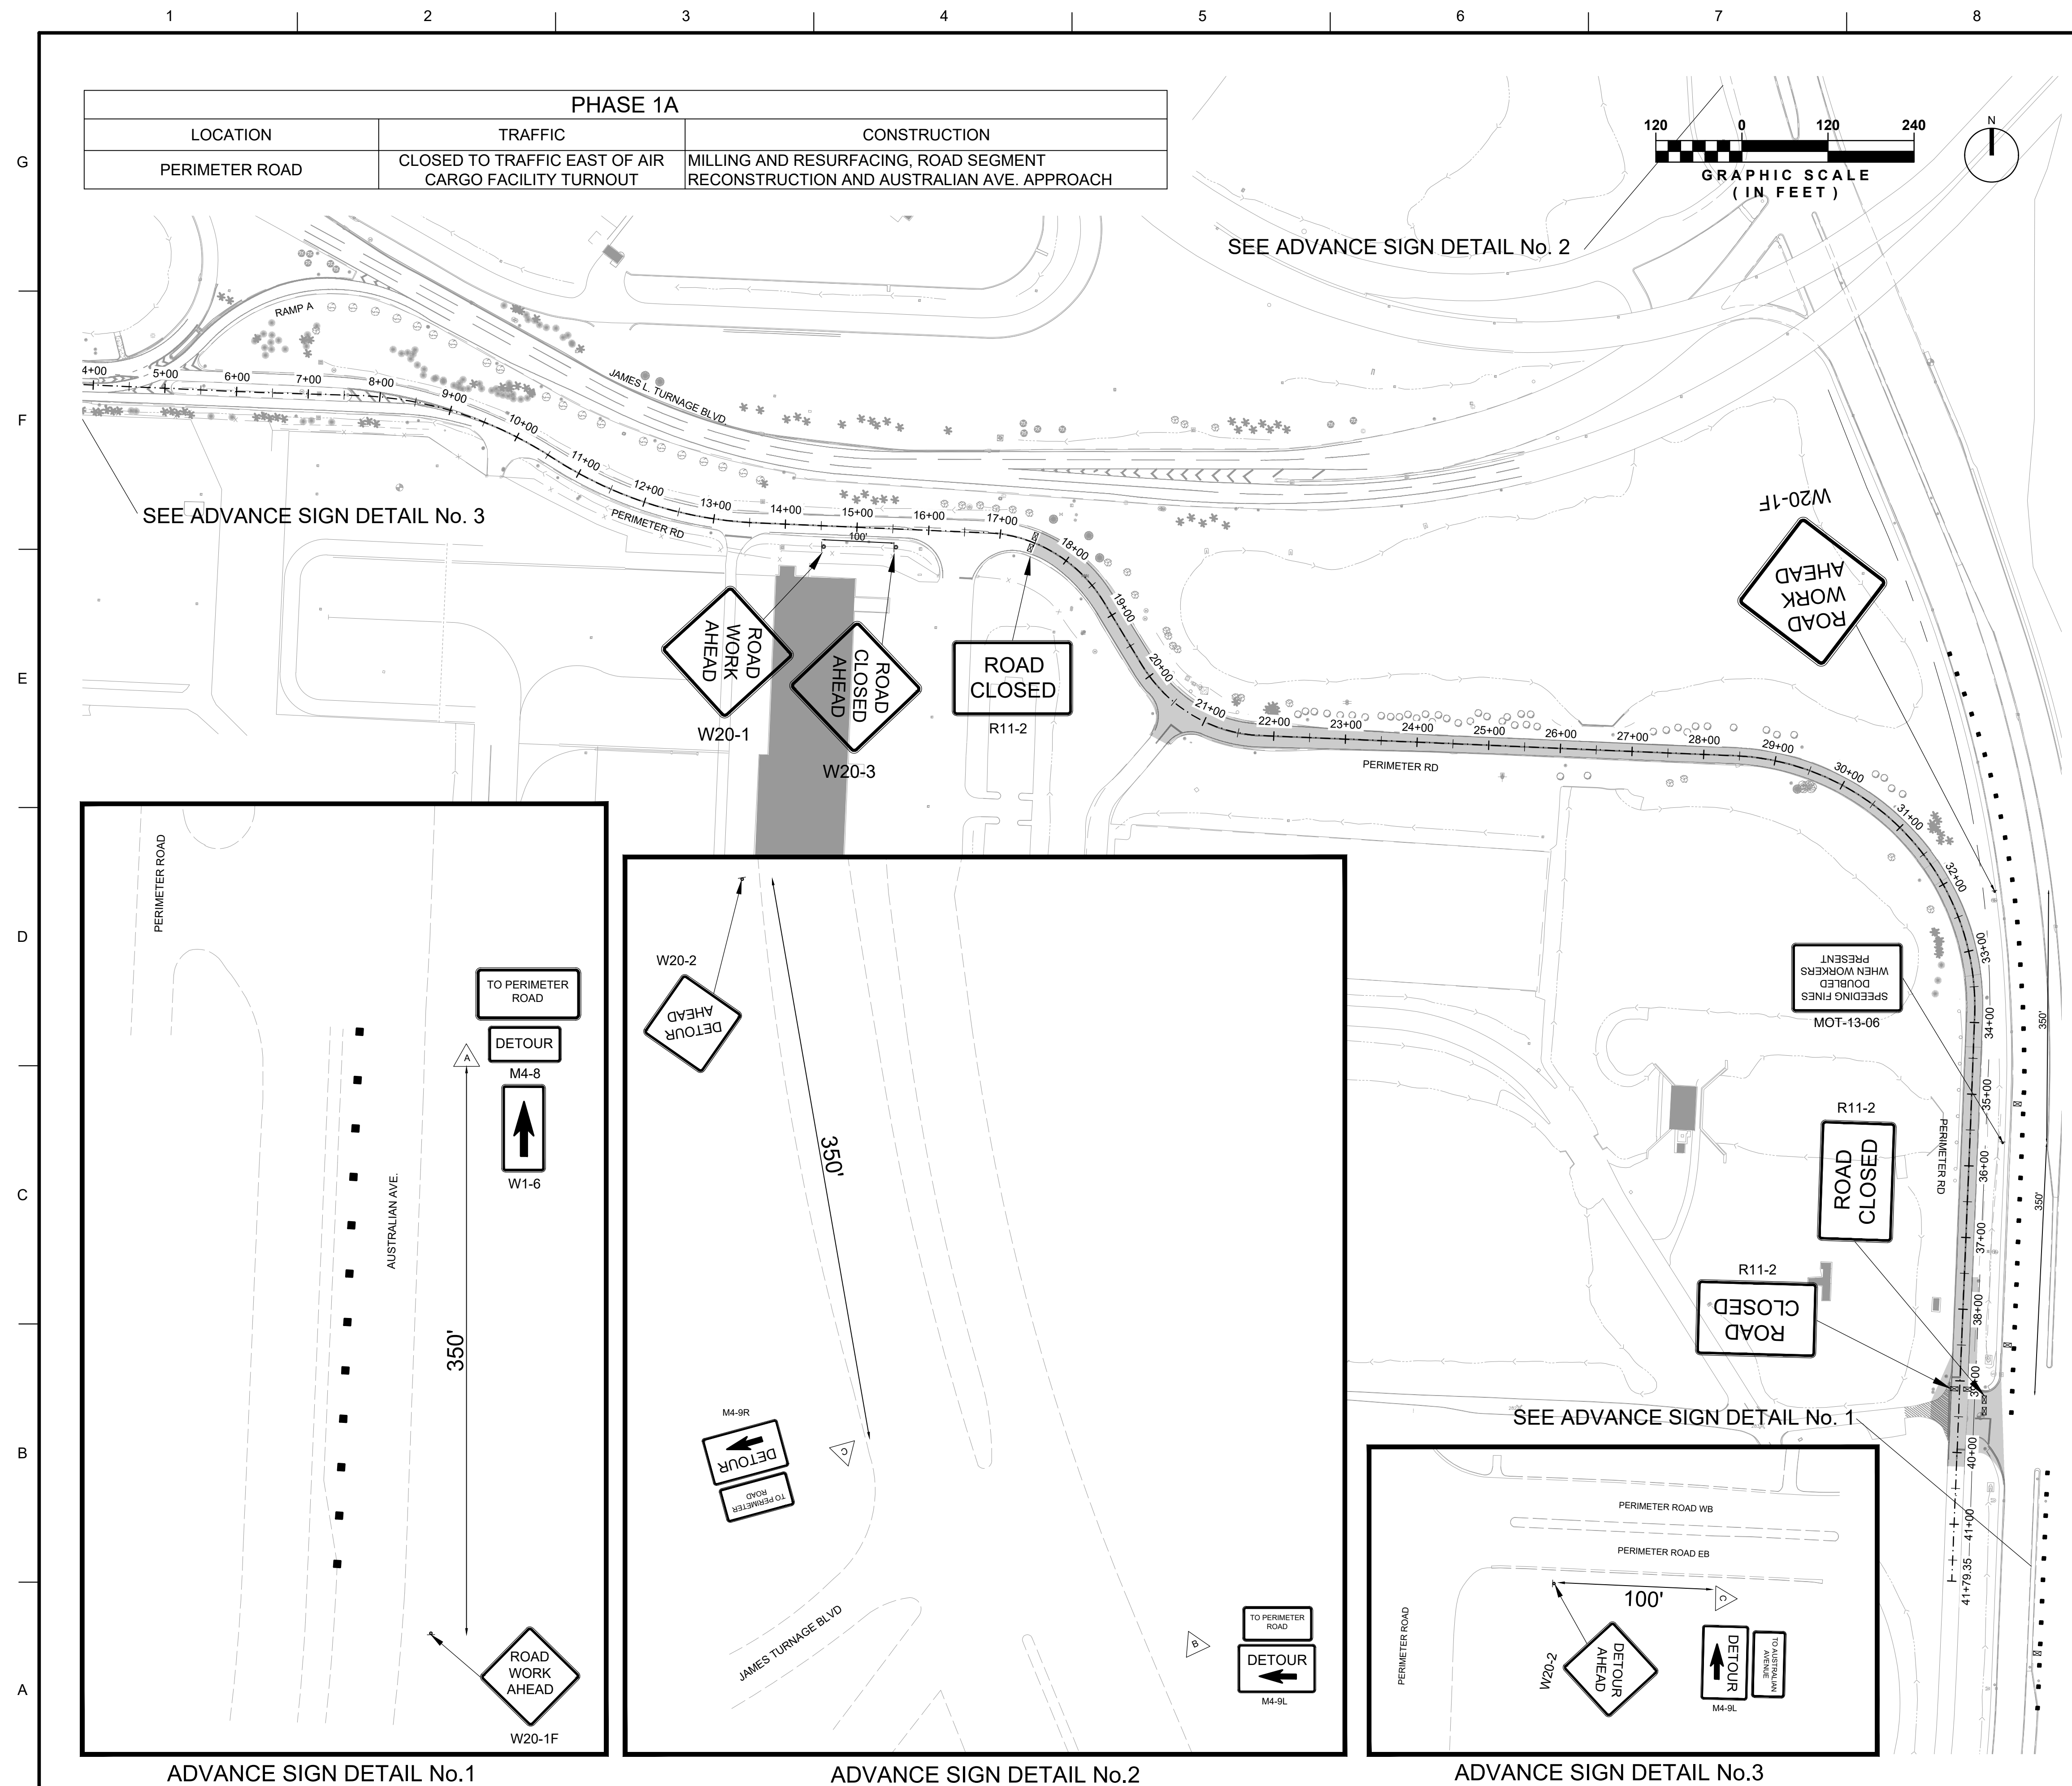 1
2
3
4
5
6
7
8
G
F
E
D
C
B
A
PHASE 1A
LOCATION
TRAFFIC
CONSTRUCTION
PERIMETER ROAD
CLOSED TO TRAFFIC EAST OF AIR
CARGO FACILITY TURNOUT
MILLING AND RESURFACING, ROAD SEGMENT
RECONSTRUCTION AND AUSTRALIAN AVE. APPROACH
120
0
120
240
GRAPHIC SCALE
( IN FEET )
N
SEE ADVANCE SIGN DETAIL No. 2
RAMP A
JAMES L. TURNAGE BLVD
4+00
5+00
6+00
7+00
8+00
9+00
10+00
11+00
12+00
13+00
14+00
15+00
16+00
17+00
18+00
19+00
20+00
21+00
22+00
23+00
24+00
25+00
26+00
27+00
28+00
29+00
30+00
31+00
32+00
33+00
34+00
35+00
36+00
37+00
38+00
39+00
40+00
41+00
41+79.35
SEE ADVANCE SIGN DETAIL No. 3
PERIMETER RD
100'
ROAD
WORK
AHEAD
W20-1
ROAD
CLOSED
AHEAD
W20-3
ROAD
CLOSED
R11-2
PERIMETER RD
W20-1F
ROAD
WORK
AHEAD
SPEEDING FINES
DOUBLED
WHEN WORKERS
PRESENT
MOT-13-06
350'
350'
PERIMETER RD
R11-2
ROAD
CLOSED
R11-2
ROAD
CLOSED
SEE ADVANCE SIGN DETAIL No. 1
PERIMETER ROAD
TO PERIMETER
ROAD
DETOUR
A
M4-8
W1-6
AUSTRALIAN AVE.
350'
ROAD
WORK
AHEAD
W20-1F
ADVANCE SIGN DETAIL No.1
W20-2
DETOUR
AHEAD
350'
M4-9R
DETOUR
TO PERIMETER
ROAD
C
JAMES TURNAGE BLVD
B
TO PERIMETER
ROAD
DETOUR
M4-9L
ADVANCE SIGN DETAIL No.2
PERIMETER ROAD WB
PERIMETER ROAD EB
100'
C
PERIMETER ROAD
W20-2
DETOUR
AHEAD
DETOUR
M4-9L
TO AUSTRALIAN
AVENUE
ADVANCE SIGN DETAIL No.3